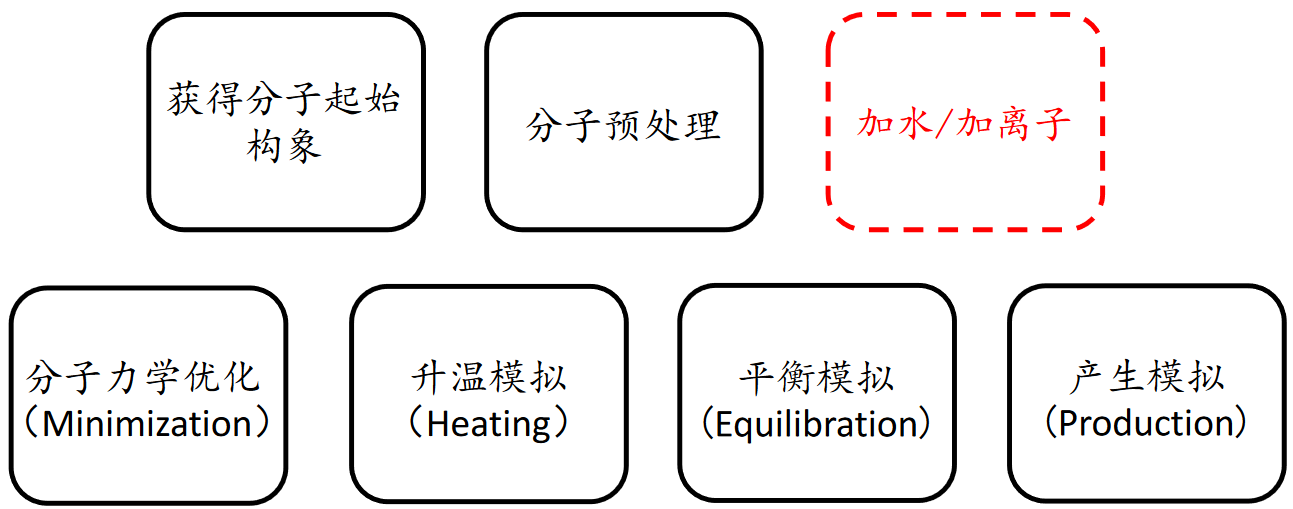 获得分子起始
构象
分子预处理
加水/加离子
分子力学优化
（Minimization）
升温模拟
（Heating）
平衡模拟
（Equilibration）
产生模拟
（Production）